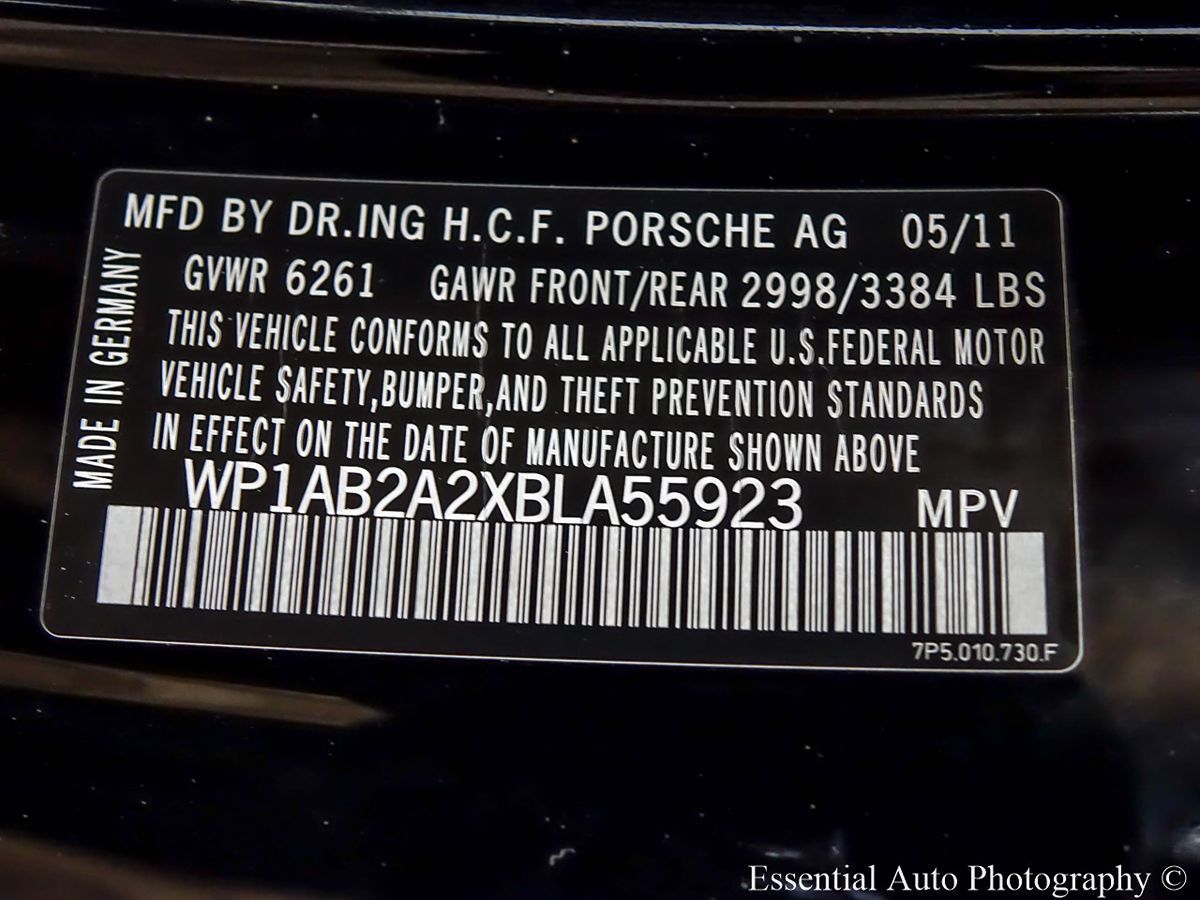 MFD BY DR.ING H.C.F. PORSCHE AG 05/11
GVWR 6261 GAWR FRONT/REAR 2998/3384 LBS
THIS VEHICLE CONFORMS TO ALL APPLICABLE U.S.FEDERAL MOTOR
VEHICLE SAFETY,BUMPER,AND THEFT PREVENTION STANDARDS
IN EFFECT ON THE DATE OF MANUFACTURE SHOWN ABOVE
WP1AB2A2XBLA55923 MPV
7P5.010.730.F
MADE IN GERMANY
Essential Auto Photography ©